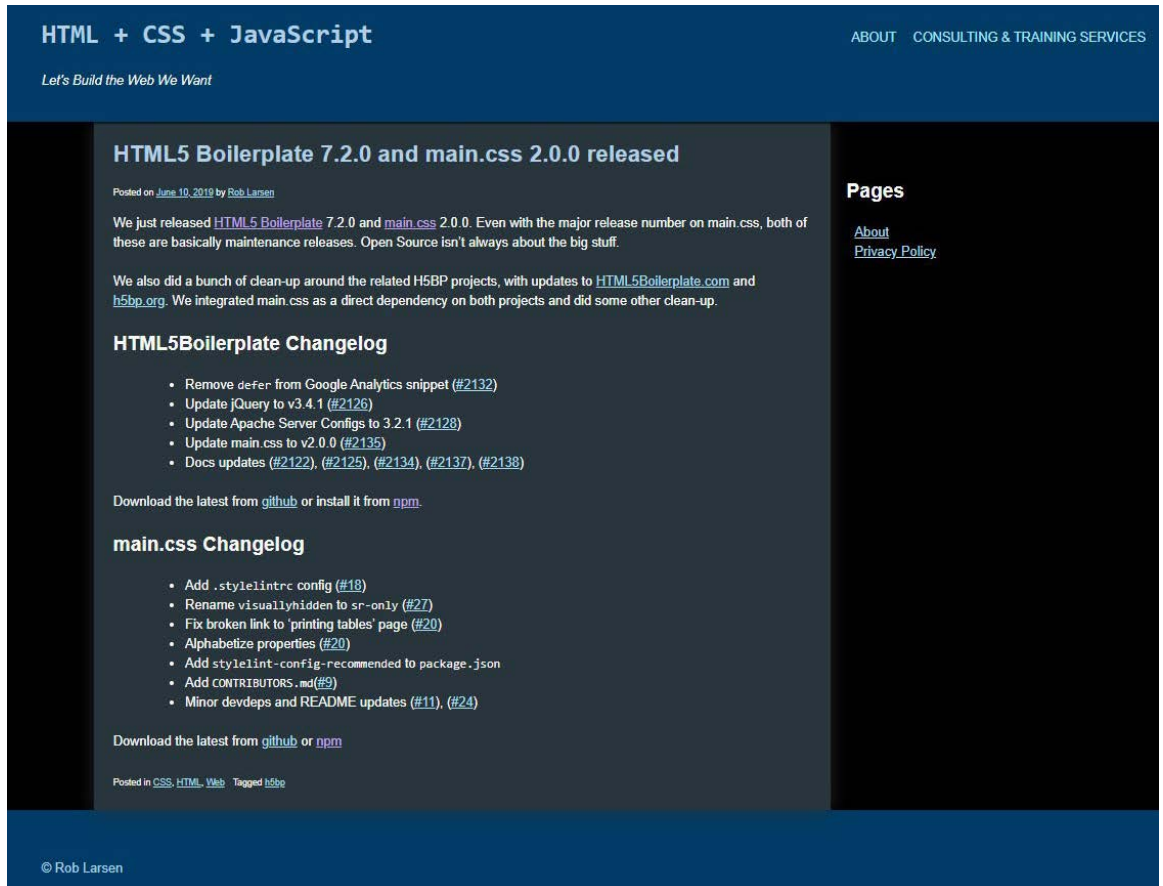 HTML + CSS + JavaScript
ABOUT CONSULTING & TRAINING SERVICES
Let's Build the Web We Want
HTML5 Boilerplate 7.2.0 and main.css 2.0.0 released
Posted on June 10, 2019 by Rob Larsen
We just released HTML5 Boilerplate 7.2.0 and main.css 2.0.0. Even with the major release number on main.css, both of
these are basically maintenance releases. Open Source isn't always about the big stuff.
We also did a bunch of clean-up around the related H5BP projects, with updates to HTML5Boilerplate.com and
h5bp.org. We integrated main.css as a direct dependency on both projects and did some other clean-up.
HTML5Boilerplate Changelog
• Remove defer from Google Analytics snippet (#2132)
• Update jQuery to v3.4.1 (#2126)
• Update Apache Server Configs to 3.2.1 (#2128)
• Update main.css to v2.0.0 (#2135)
• Docs updates (#2122), (#2125), (#2134), (#2137), (#2138)
Download the latest from github or install it from npm.
main.css Changelog
• Add .stylelintrc config (#18)
• Rename visuallyhidden to sr-only (#27)
• Fix broken link to 'printing tables' page (#20)
• Alphabetize properties (#20)
• Add stylelint-config-recommended to package.json
• Add CONTRIBUTORS.md(#9)
• Minor devdeps and README updates (#11), (#24)
Download the latest from github or npm
Posted in CSS, HTML, Web Tagged h5bp
Pages
About
Privacy Policy
© Rob Larsen